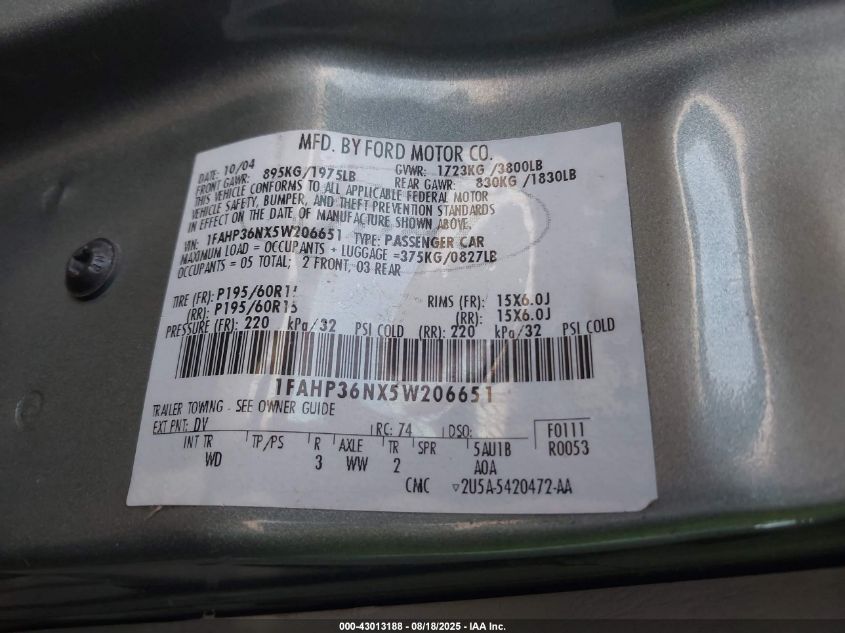 MFD. BY FORD MOTOR CO.
DATE: 10/04 GVWR: 1723KG /3800LB
FRONT GAWR: 895KG/1975LB REAR GAWR: 830KG /1830LB
THIS VEHICLE CONFORMS TO ALL APPLICABLE FEDERAL MOTOR
VEHICLE SAFETY, BUMPER, AND THEFT PREVENTION STANDARDS
IN EFFECT ON THE DATE OF MANUFACTURE SHOWN ABOVE.
VIN: 1FAHP36NX5W206651 TYPE: PASSENGER CAR
MAXIMUM LOAD = OCCUPANTS + LUGGAGE =375KG/0827LB
OCCUPANTS = 05 TOTAL; 2 FRONT, 03 REAR
TIRE (FR): P195/60R15 RIMS (FR): 15X6.0J
(RR): P195/60R15 (RR): 15X6.0J
PRESSURE (FR): 220 kPa/32 PSI COLD (RR): 220 kPa/32 PSI COLD
1FAHP36NX5W206651
TRAILER TOWING - SEE OWNER GUIDE
EXT PNT: DV RC: 74 DSO: F0111
INT TR TP/PS R AXLE TR SPR 5AU1B R0053
WD 3 WW 2 A0A
CMC ▽2U5A-5420472-AA
000-43013188 - 08/18/2025 - IAA Inc.